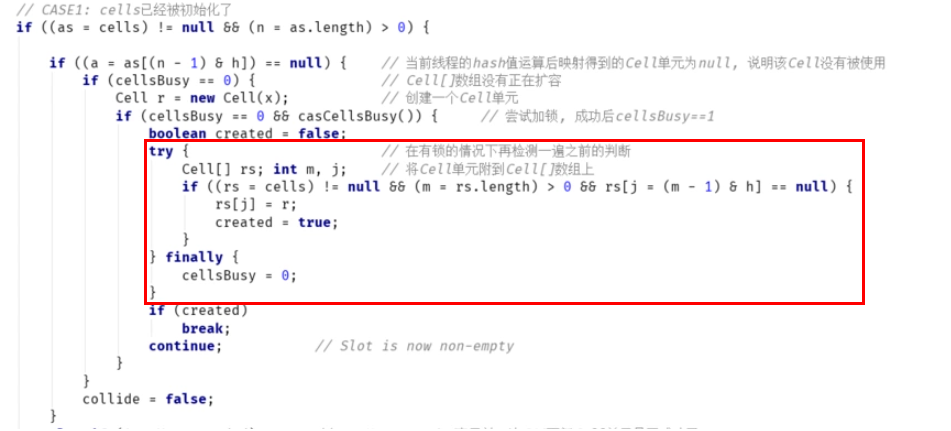 // CASE1: cells已经被初始化了
if ((as = cells) != null && (n = as.length) > 0) {
if ((a = as[(n - 1) & h]) == null) { // 当前线程的hash值运算后映射得到的Cell单元为null, 说明该Cell没有被使用
if (cellsBusy == 0) { // Cell[]数组没有正在扩容
Cell r = new Cell(x); // 创建一个Cell单元
if (cellsBusy == 0 && casCellsBusy()) { // 尝试加锁, 成功后cellsBusy==1
boolean created = false;
try { // 在有锁的情况下再检测一遍之前的判断
Cell[] rs; int m, j; // 将Cell单元附到Cell[]数组上
if ((rs = cells) != null && (m = rs.length) > 0 && rs[j = (m - 1) & h] == null) {
rs[j] = r;
created = true;
}
} finally {
cellsBusy = 0;
}
if (created)
break;
continue; // Slot is now non-empty
}
}
collide = false;
}